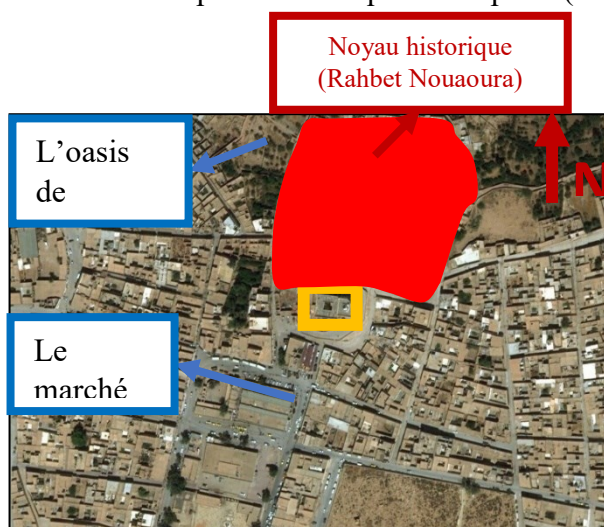 Noyau historique
(Rahbet Nouaoura)
L’oasis
de
N
Le
marché